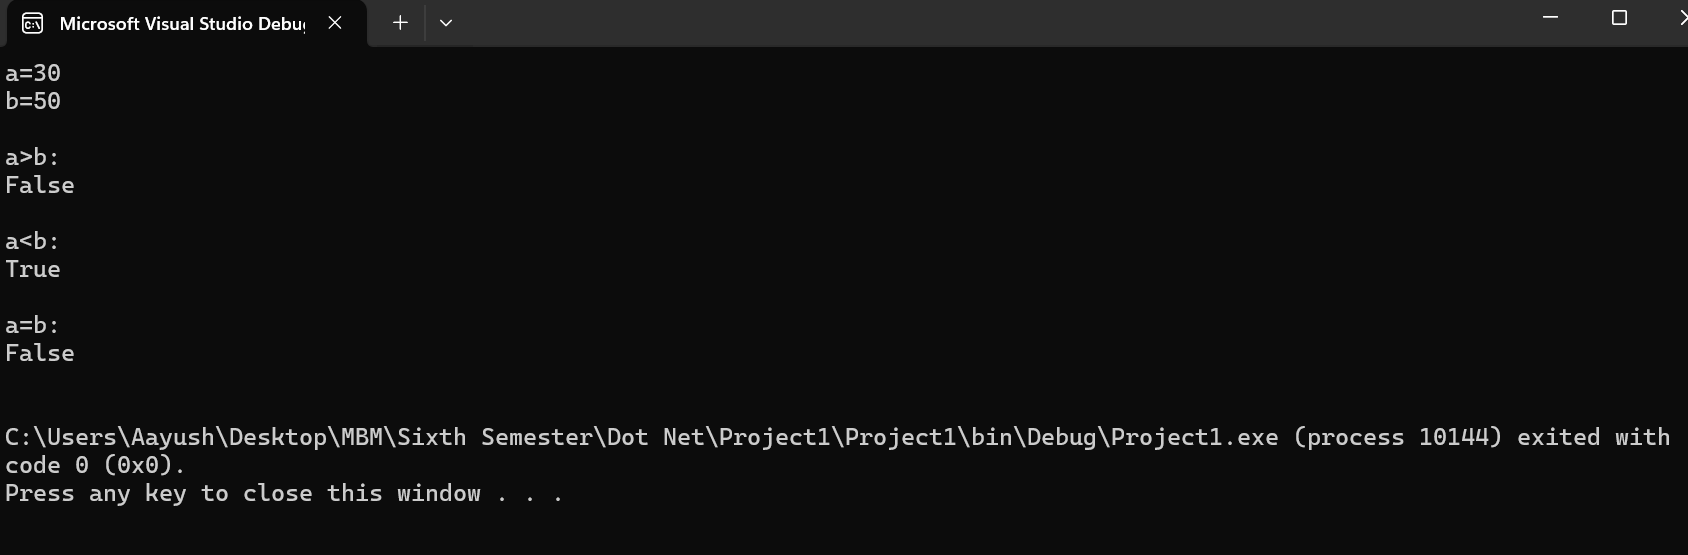 Microsoft Visual Studio Debu
a=30
b=50
a>b:
False
a<b:
True
a=b:
False
C:\Users\Aayush\Desktop\MBM\Sixth Semester\Dot Net\Project1\Project1\bin\Debug\Project1.exe (process 10144) exited with
code 0 (0x0).
Press any key to close this window . . .